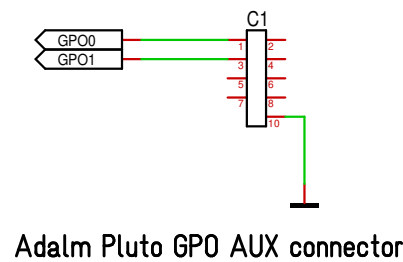 C1
GPO0 1 2
GPO1 3 4
5 6
7 8
10
Adalm Pluto GPO AUX connector